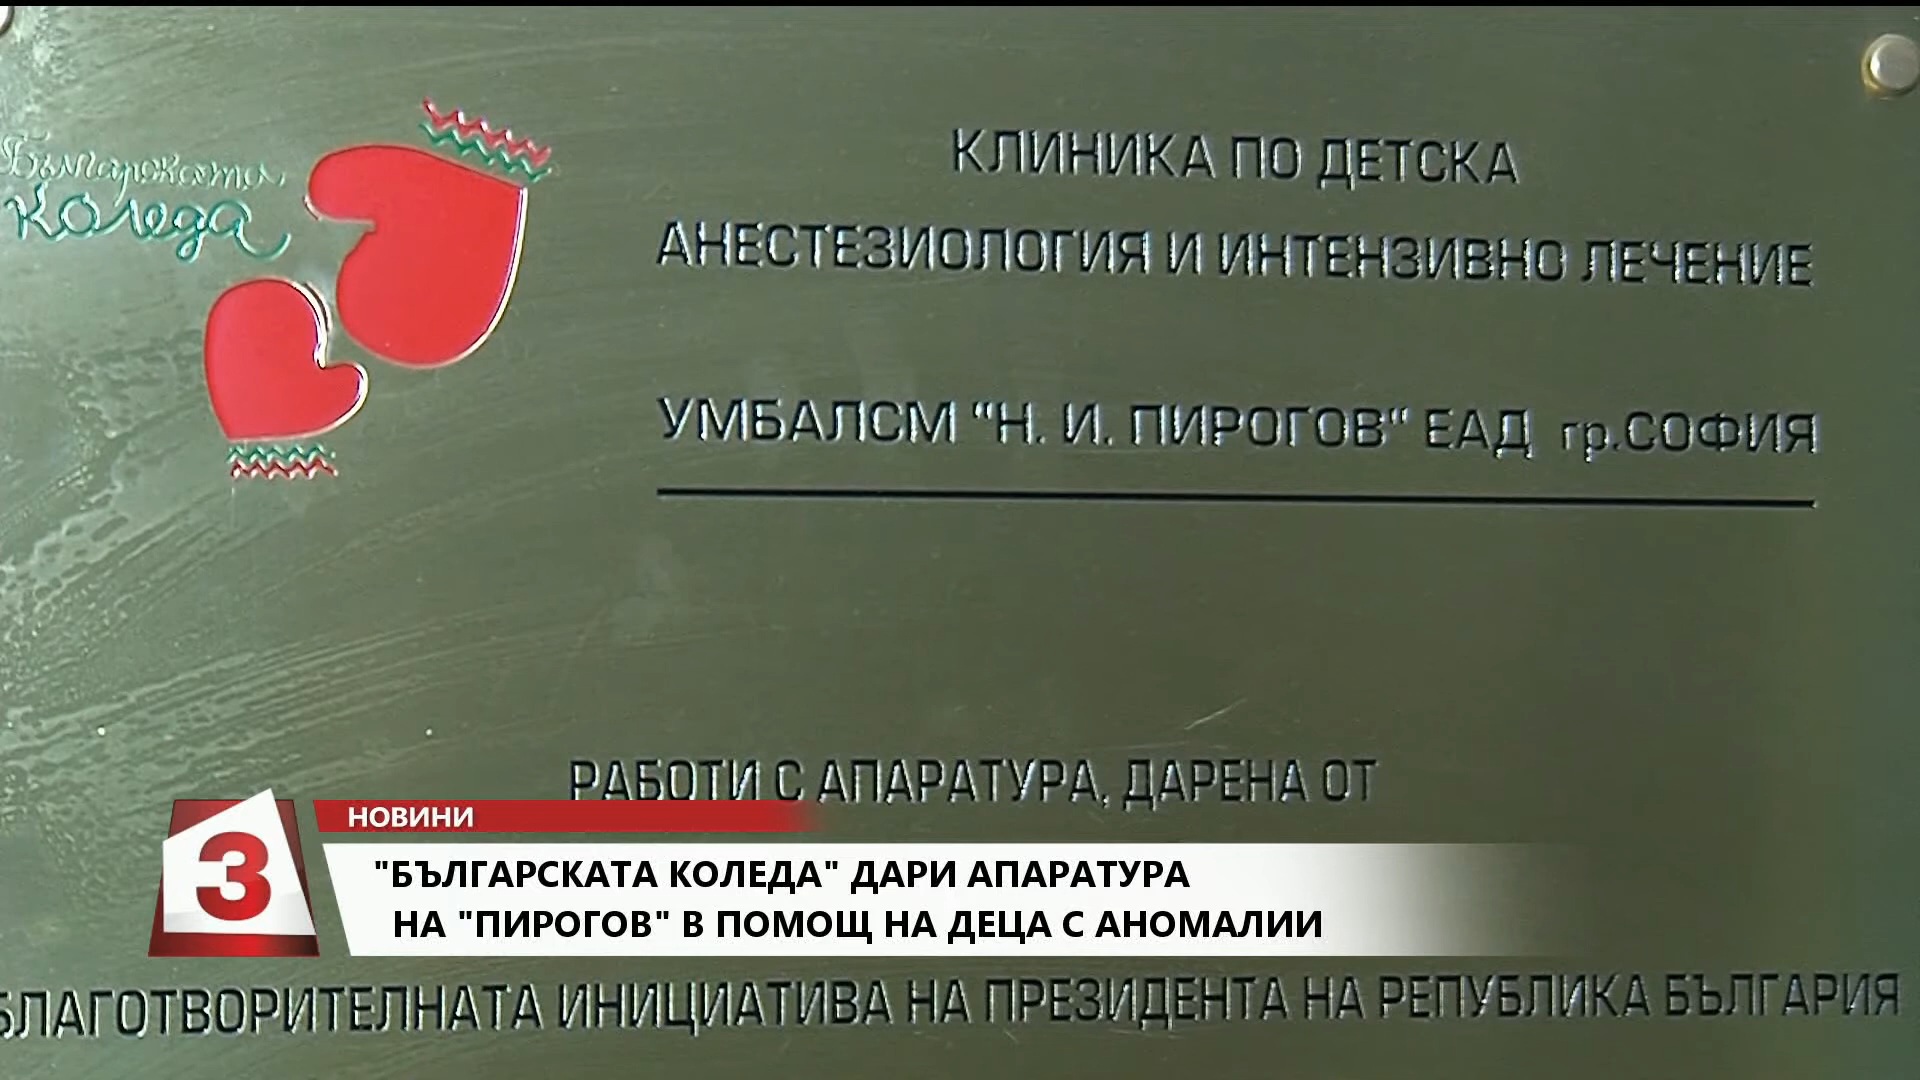 Българската
Коледа
КЛИНИКА ПО ДЕТСКА
АНЕСТЕЗИОЛОГИЯ И ИНТЕНЗИВНО ЛЕЧЕНИЕ
УМБАЛСМ "Н. И. ПИРОГОВ" ЕАД гр.СОФИЯ
РАБОТИ С АПАРАТУРА, ДАРЕНА ОТ
3
НОВИНИ
"БЪЛГАРСКАТА КОЛЕДА" ДАРИ АПАРАТУРА
НА "ПИРОГОВ" В ПОМОЩ НА ДЕЦА С АНОМАЛИИ
БЛАГОТВОРИТЕЛНАТА ИНИЦИАТИВА НА ПРЕЗИДЕНТА НА РЕПУБЛИКА БЪЛГАРИЯ